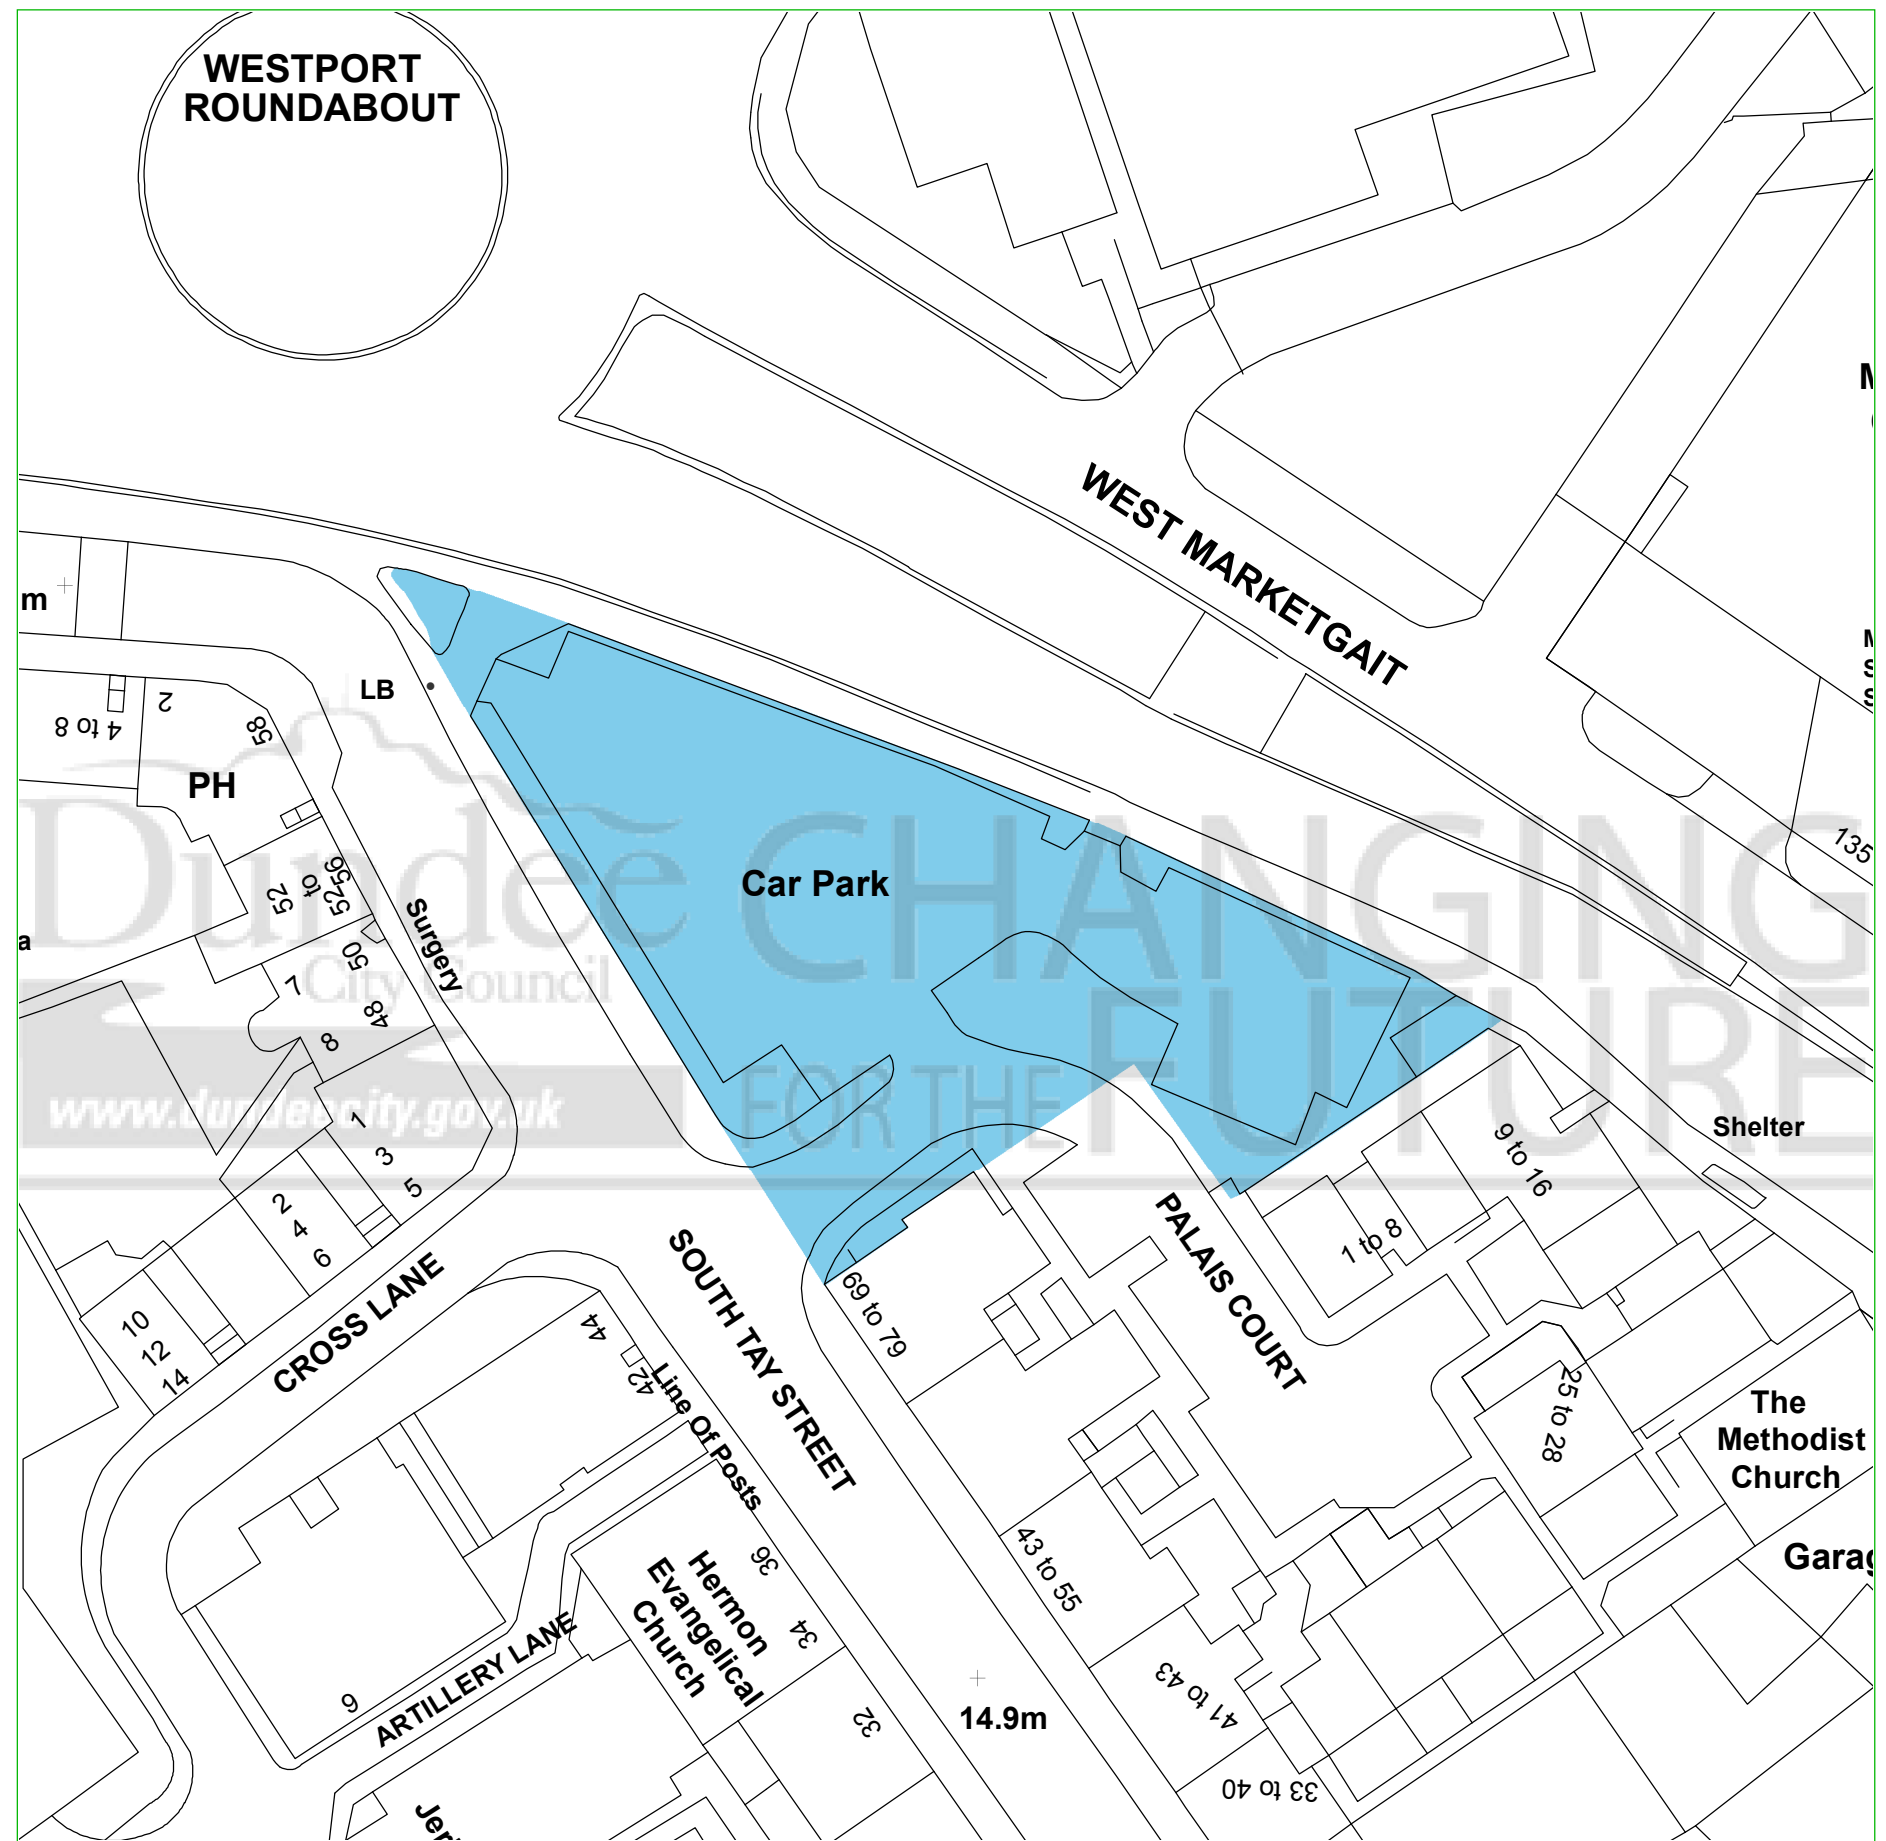 WESTPORT
ROUNDABOUT
WEST MARKETGAIT
m
LB
2
4 to 8
58
PH
52
52 to 56
Surgery
50
7
48
8
Car Park
Dundee
City Council
www.dundeecity.gov.uk
CHANGING
FOR THE
FUTURE
135
a
1
3
5
2
4
6
10
12
14
CROSS LANE
SOUTH TAY STREET
PALAIS COURT
69 to 79
1 to 8
9 to 16
Shelter
25 to 28
The
Methodist
Church
44
42
Line Of Posts
36
34
Hermon
Evangelical
Church
32
9
ARTILLERY LANE
43 to 55
41 to 43
33 to 40
14.9m